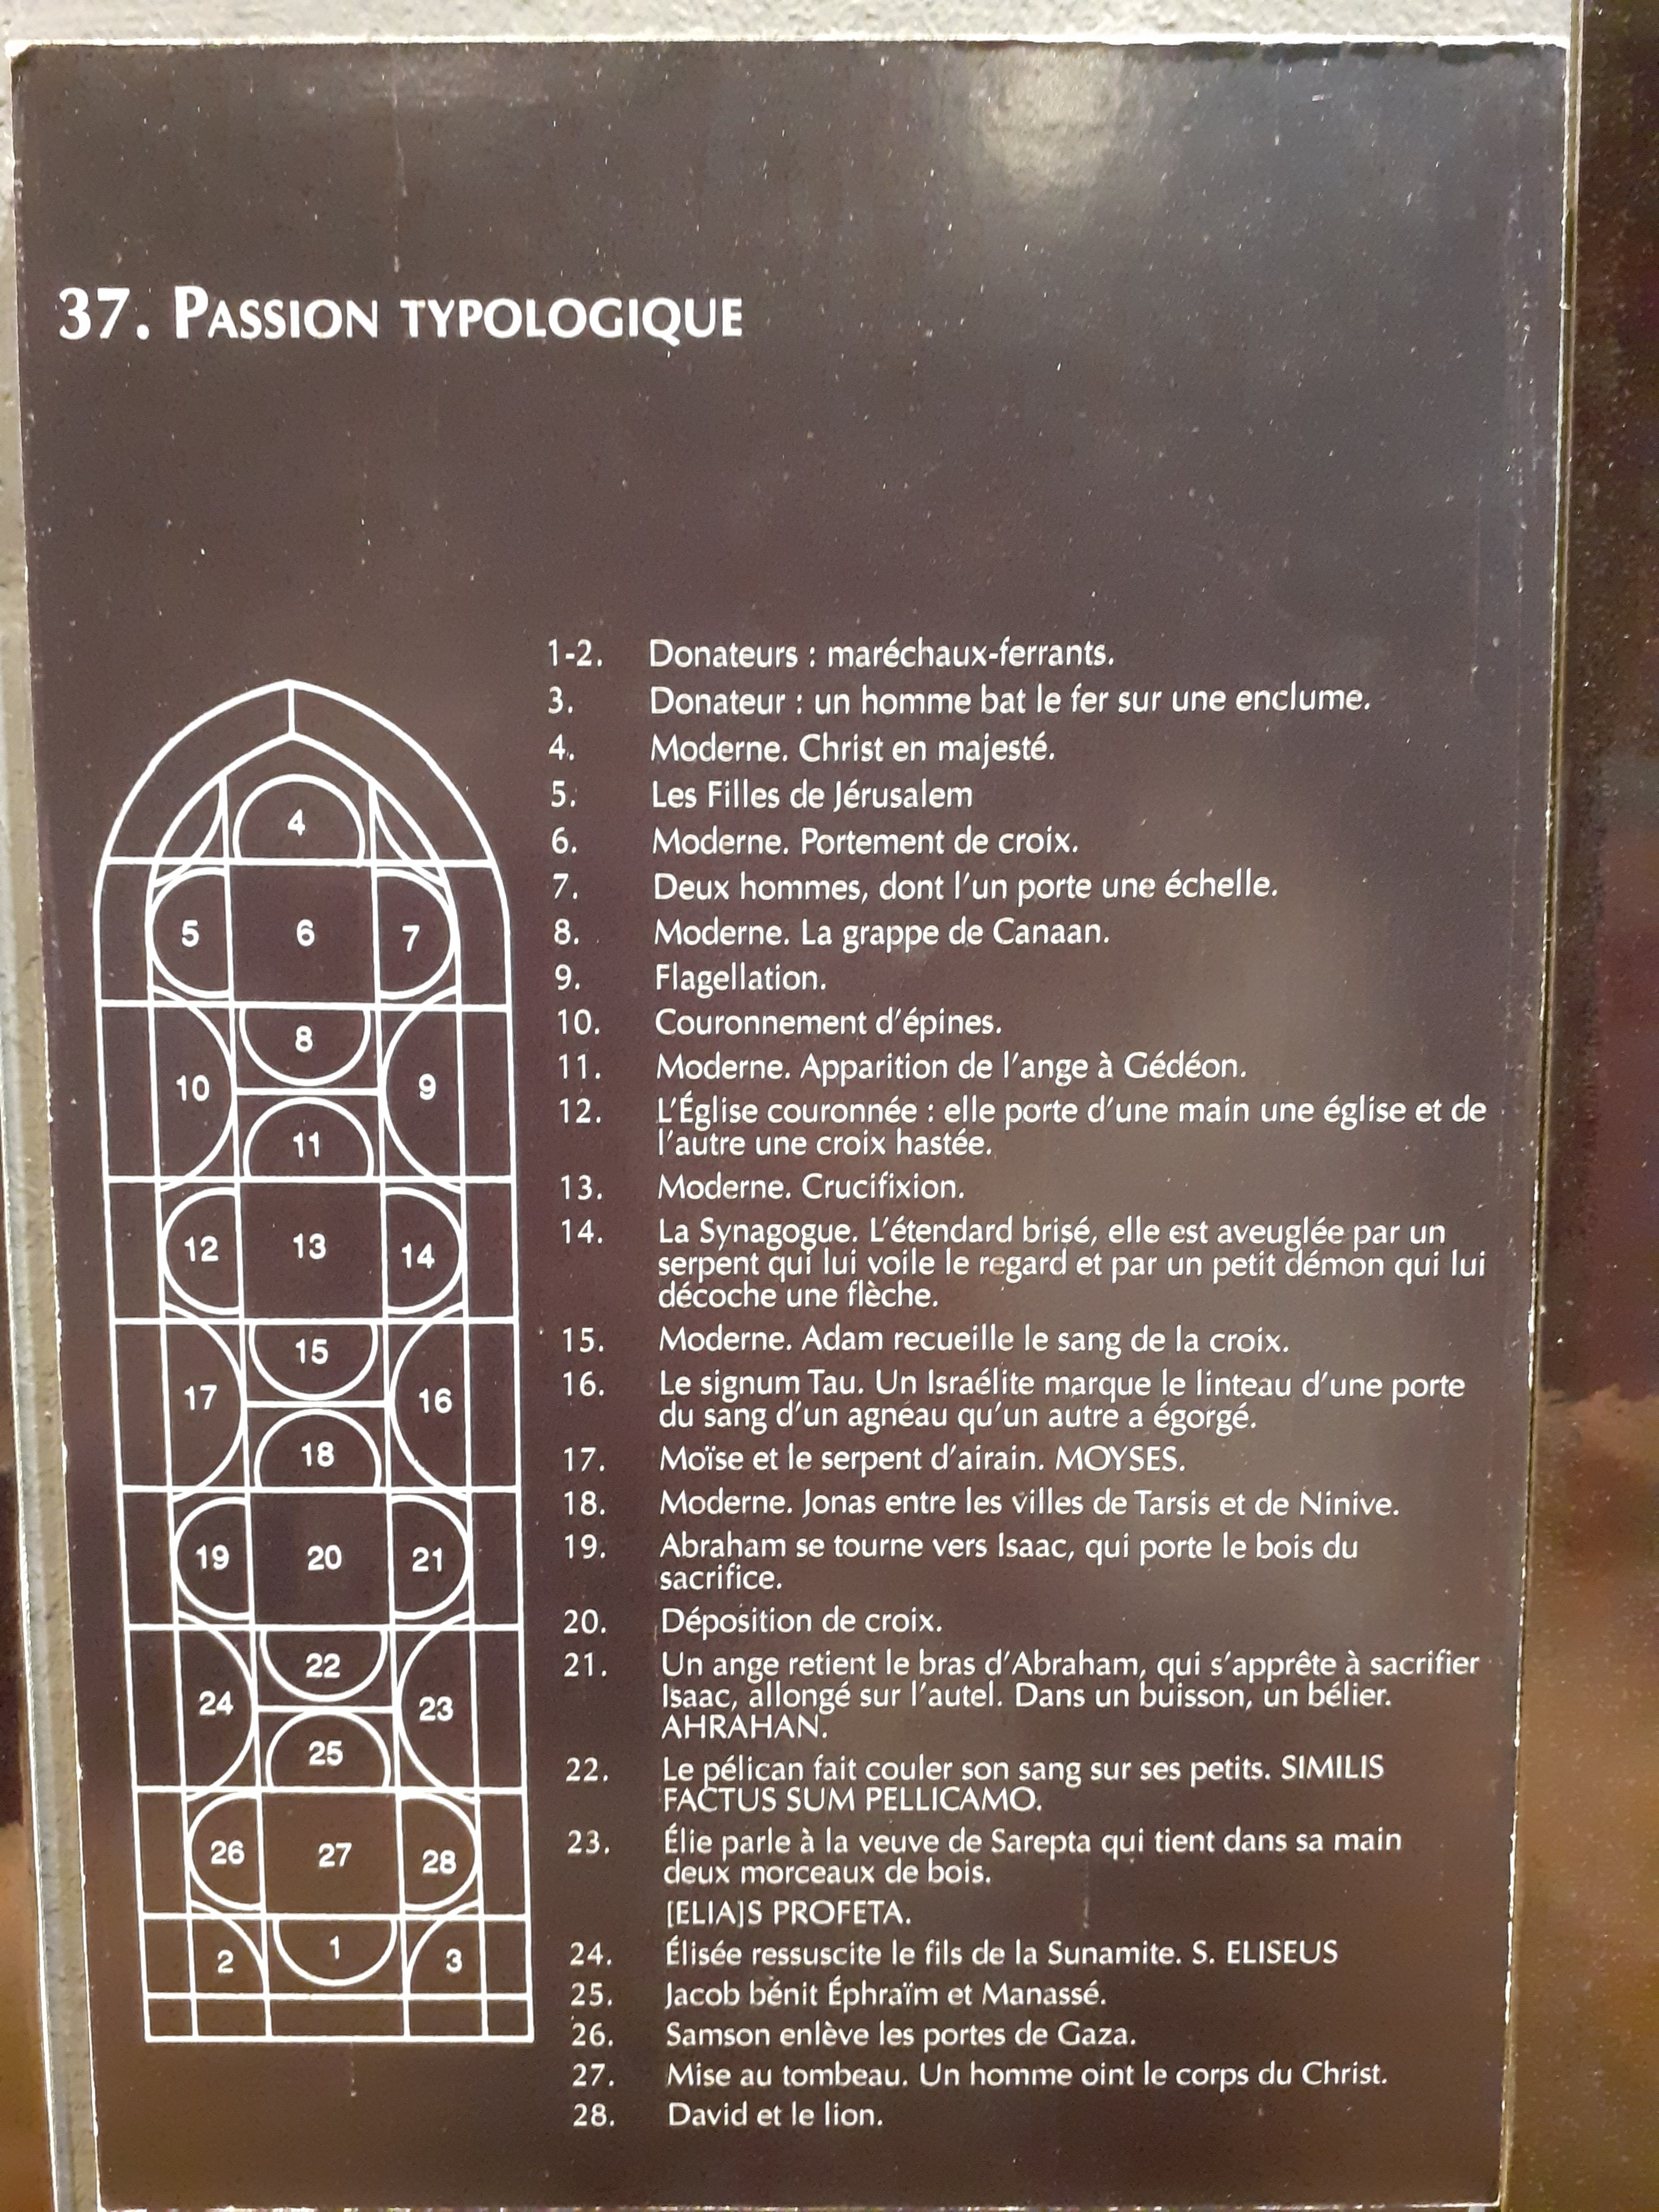 37. PASSION TYPOLOGIQUE
1-2. Donateurs : maréchaux-ferrants.
3. Donateur : un homme bat le fer sur une enclume.
4. Moderne. Christ en majesté.
5. Les Filles de Jérusalem
6. Moderne. Portement de croix.
7. Deux hommes, dont l'un porte une échelle.
8. Moderne. La grappe de Canaan.
9. Flagellation.
10. Couronnement d'épines.
11. Moderne. Apparition de l'ange à Gédéon.
12. L'Église couronnée : elle porte d'une main une église et de
l'autre une croix hastée.
13. Moderne. Crucifixion.
14. La Synagogue. L'étendard brisé, elle est aveuglée par un
serpent qui lui voile le regard et par un petit démon qui lui
décoche une flèche.
15. Moderne. Adam recueille le sang de la croix.
16. Le signum Tau. Un Israélite marque le linteau d'une porte
du sang d'un agneau qu'un autre a égorgé.
17. Moïse et le serpent d'airain. MOYSES.
18. Moderne. Jonas entre les villes de Tarsis et de Ninive.
19. Abraham se tourne vers Isaac, qui porte le bois du
sacrifice.
20. Déposition de croix.
21. Un ange retient le bras d'Abraham, qui s'apprête à sacrifier
Isaac, allongé sur l'autel. Dans un buisson, un bélier.
AHRAHAN.
22. Le pélican fait couler son sang sur ses petits. SIMILIS
FACTUS SUM PELLICAMO.
23. Élie parle à la veuve de Sarepta qui tient dans sa main
deux morceaux de bois.
[ELIA]S PROFETA.
24. Élisée ressuscite le fils de la Sunamite. S. ELISEUS
25. Jacob bénit Éphraïm et Manassé.
26. Samson enlève les portes de Gaza.
27. Mise au tombeau. Un homme oint le corps du Christ.
28. David et le lion.
4
5 6 7
8
10 9
11
12 13 14
15
17 16
18
19 20 21
22
24 23
25
26 27 28
2 1 3